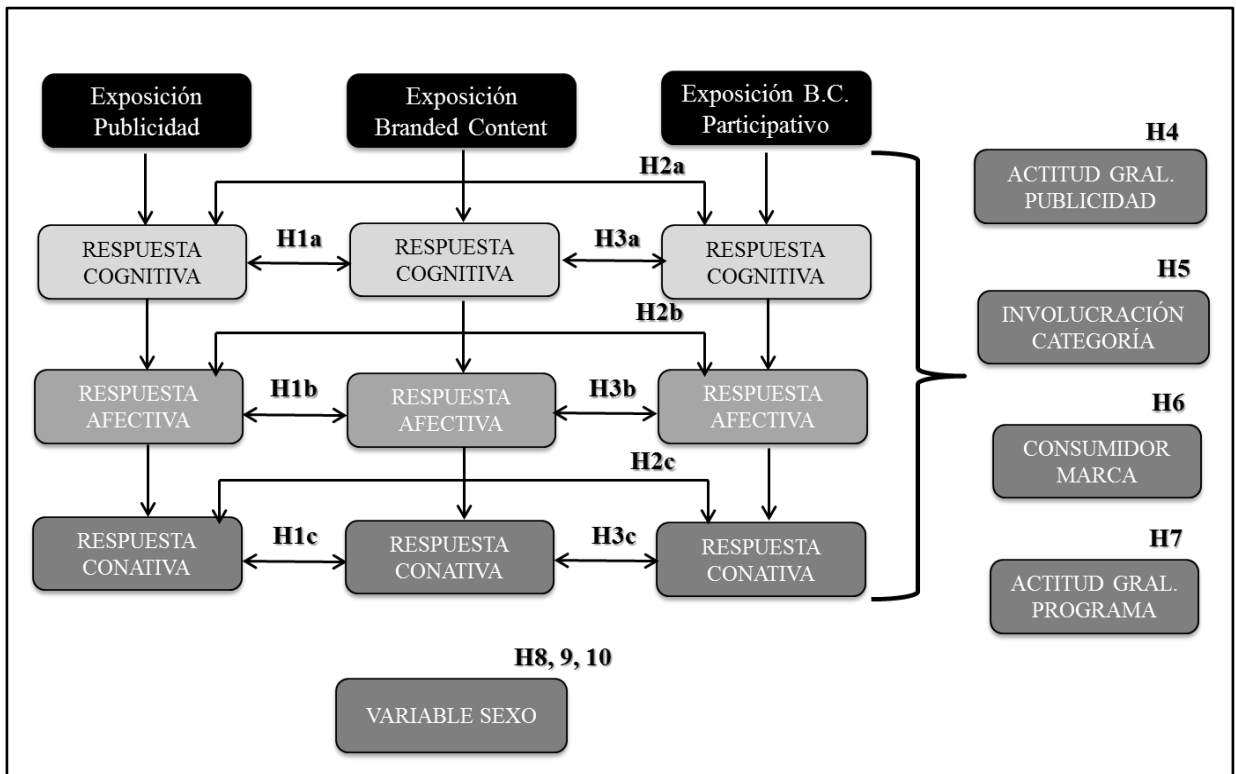 Exposición
Publicidad
Exposición
Branded Content
Exposición B.C.
Participativo
H2a
RESPUESTA
COGNITIVA
H1a
RESPUESTA
COGNITIVA
H3a
RESPUESTA
COGNITIVA
H2b
RESPUESTA
AFECTIVA
H1b
RESPUESTA
AFECTIVA
H3b
RESPUESTA
AFECTIVA
H2c
RESPUESTA
CONATIVA
H1c
RESPUESTA
CONATIVA
H3c
RESPUESTA
CONATIVA
H4
ACTITUD GRAL.
PUBLICIDAD
H5
INVOLUCRACIÓN
CATEGORÍA
H6
CONSUMIDOR
MARCA
H7
ACTITUD GRAL.
PROGRAMA
H8, 9, 10
VARIABLE SEXO